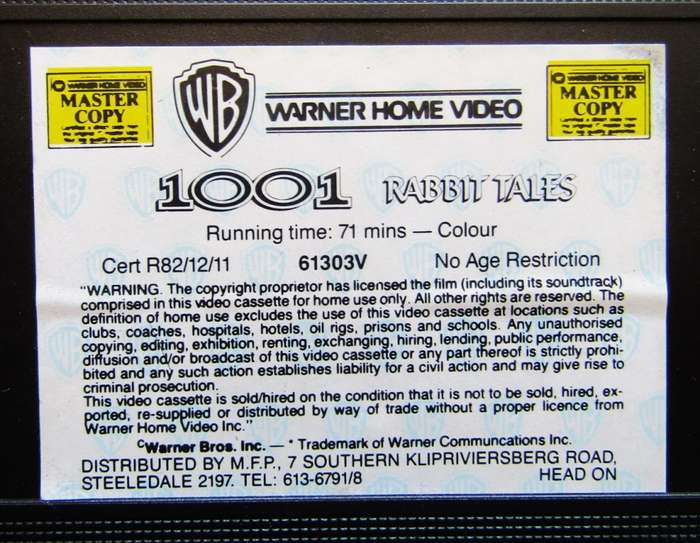 WARNER HOME VIDEO
MASTER
COPY
WB
WARNER HOME VIDEO
WARNER HOME VIDEO
MASTER
COPY
1001 RABBIT TALES
Running time: 71 mins — Colour
Cert R82/12/11 61303V No Age Restriction
"WARNING. The copyright proprietor has licensed the film (including its soundtrack)
comprised in this video cassette for home use only. All other rights are reserved. The
definition of home use excludes the use of this video cassette at locations such as
clubs, coaches, hospitals, hotels, oil rigs, prisons and schools. Any unauthorised
copying, editing, exhibition, renting, exchanging, hiring, lending, public performance,
diffusion and/or broadcast of this video cassette or any part thereof is strictly prohi-
bited and any such action establishes liability for a civil action and may give rise to
criminal prosecution.
This video cassette is sold/hired on the condition that it is not to be sold, hired, ex-
ported, re-supplied or distributed by way of trade without a proper licence from
Warner Home Video Inc."
©Warner Bros. Inc. — * Trademark of Warner Communcations Inc.
DISTRIBUTED BY M.F.P., 7 SOUTHERN KLIPRIVIERSBERG ROAD,
STEELEDALE 2197. TEL: 613-6791/8 HEAD ON